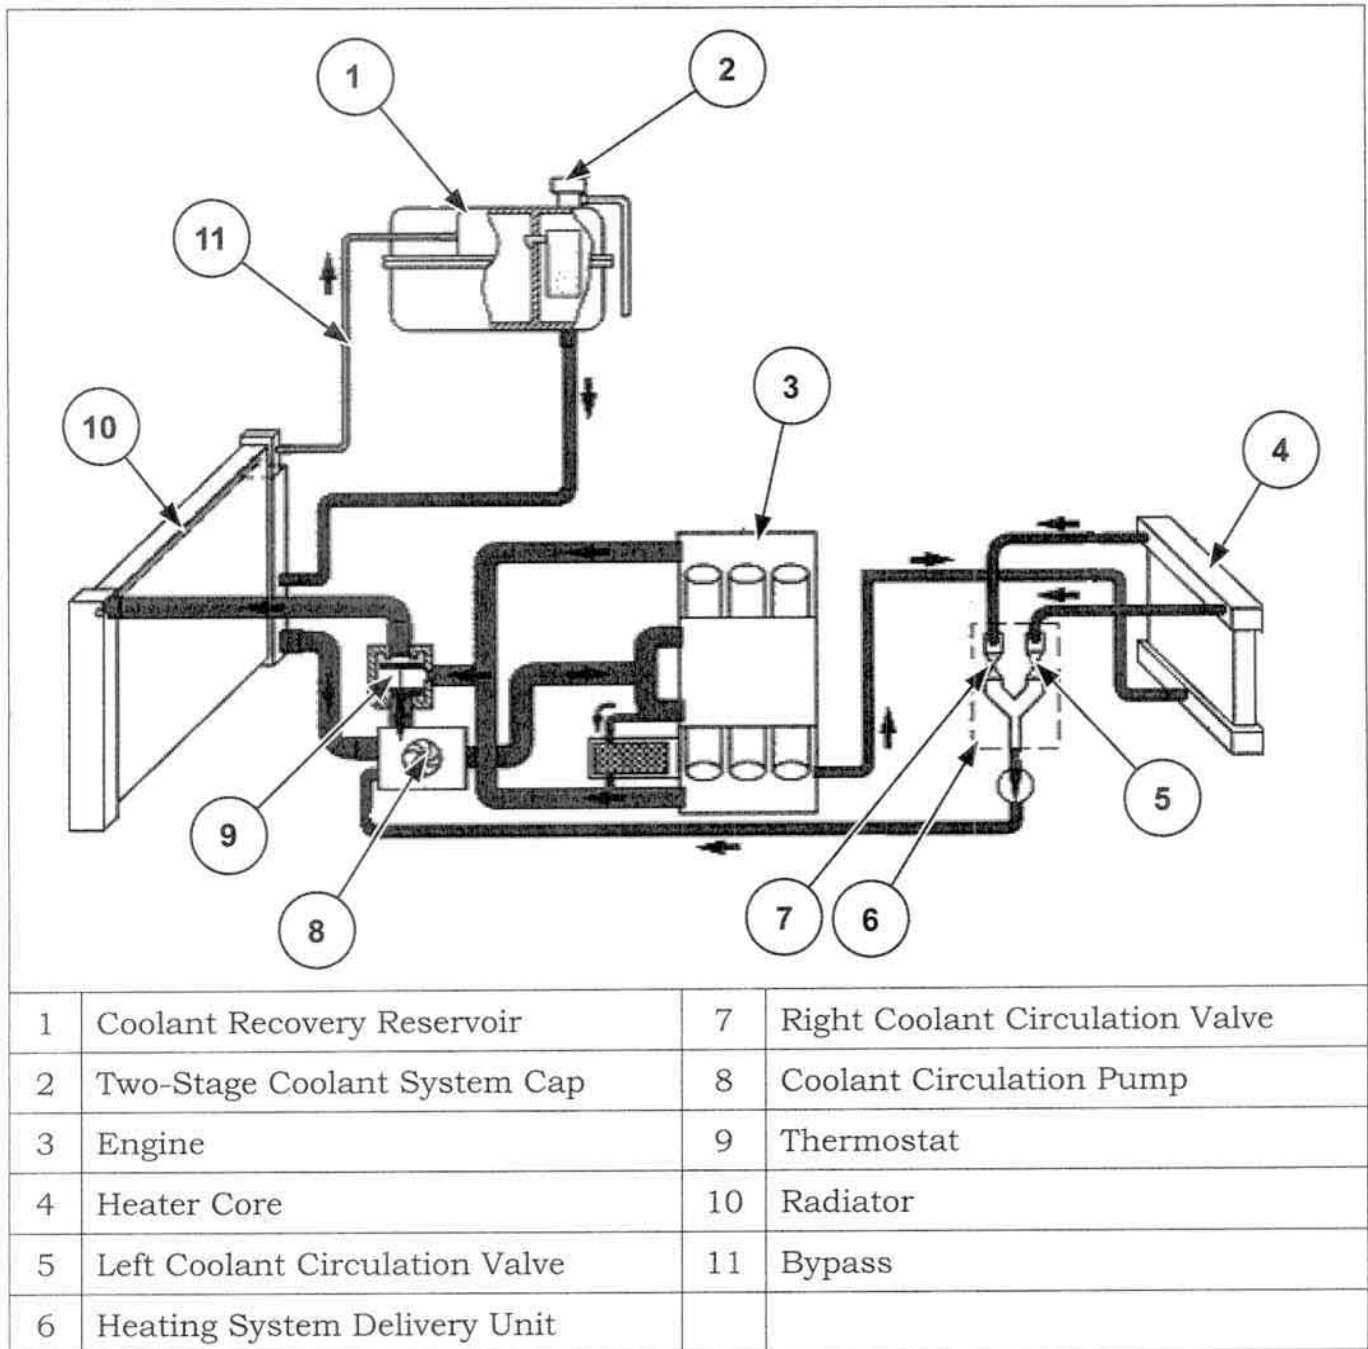 1
2
11
3
10
4
9
5
7
6
8
1 Coolant Recovery Reservoir 7 Right Coolant Circulation Valve
2 Two-Stage Coolant System Cap 8 Coolant Circulation Pump
3 Engine 9 Thermostat
4 Heater Core 10 Radiator
5 Left Coolant Circulation Valve 11 Bypass
6 Heating System Delivery Unit